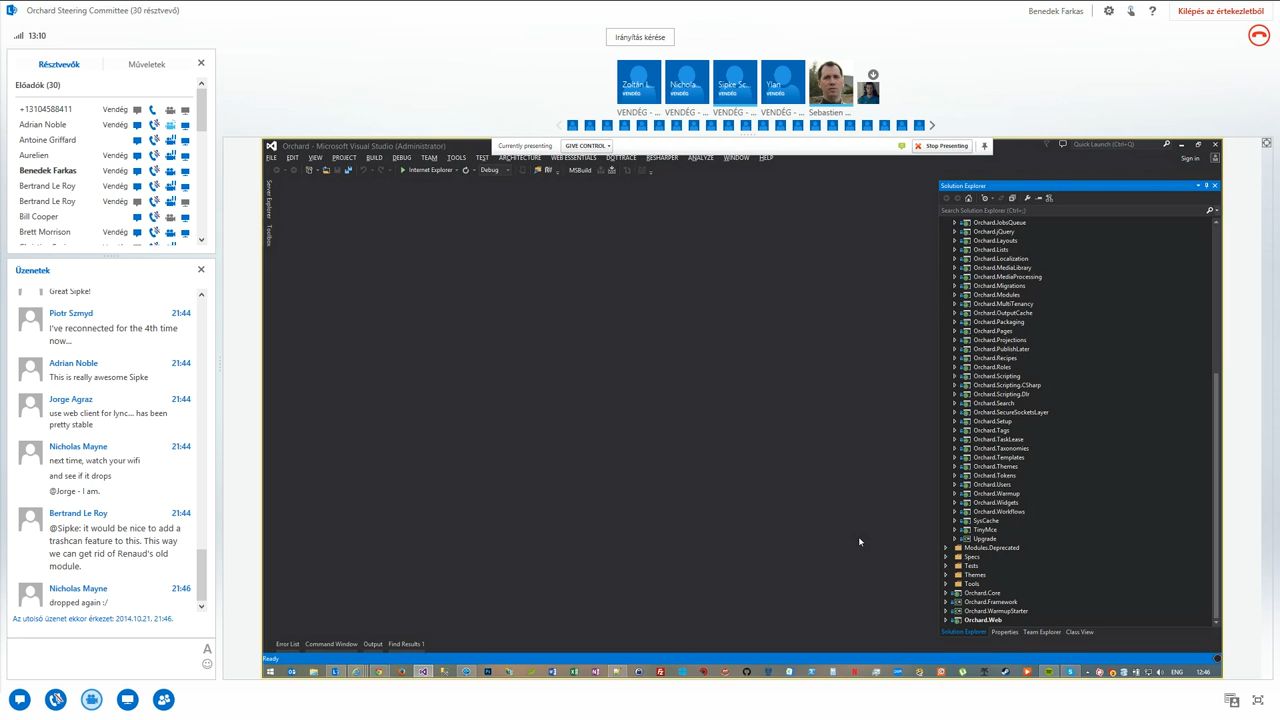 Orchard Steering Committee (30 résztvevő)
Benedek Farkas
Kilépés az értekezletből
13:10
Irányítás kérése
Résztvevők
Műveletek
Előadók (30)
+13104588411 Vendég
Adrian Noble Vendég
Antoine Griffard Vendég
Aurelien Vendég
Benedek Farkas Vendég
Bertrand Le Roy Vendég
Bertrand Le Roy Vendég
Bill Cooper Vendég
Brett Morrison Vendég
Zoltán L...
VENDÉG - ...
Nichola...
VENDÉG - ...
Sipke Sc...
VENDÉG - ...
Ylan
VENDÉG - ...
Sebastien ...
Üzenetek
Great Sipke!
Piotr Szmyd 21:44
I've reconnected for the 4th time
now...
Adrian Noble 21:44
This is really awesome Sipke
Jorge Agraz 21:44
use web client for lync... has been
pretty stable
Nicholas Mayne 21:44
next time, watch your wifi
and see if it drops
@Jorge - I am.
Bertrand Le Roy 21:44
@Sipke: it would be nice to add a
trashcan feature to this. This way
we can get rid of Renaud's old
module.
Nicholas Mayne 21:46
dropped again :/
Az utolsó üzenet ekkor érkezett: 2014.10.21. 21:46.
Orchard - Microsoft Visual Studio (Administrator)
Currently presenting
GIVE CONTROL
Stop Presenting
Quick Launch (Ctrl+;)
FILE EDIT VIEW PROJECT BUILD DEBUG TEAM TOOLS TEST ARCHITECTURE WEB ESSENTIALS DOTTRACE RESHARPER ANALYZE WINDOW HELP
Sign in
Internet Explorer
Debug
MSBuild
Server Explorer
Toolbox
Solution Explorer
Search Solution Explorer (Ctrl+;)
Orchard.JobsQueue
Orchard.jQuery
Orchard.Layouts
Orchard.Lists
Orchard.Localization
Orchard.MediaLibrary
Orchard.MediaProcessing
Orchard.Migrations
Orchard.Modules
Orchard.MultiTenancy
Orchard.OutputCache
Orchard.Packaging
Orchard.Pages
Orchard.Projections
Orchard.PublishLater
Orchard.Recipes
Orchard.Roles
Orchard.Scripting
Orchard.Scripting.CSharp
Orchard.Scripting.Dlr
Orchard.Search
Orchard.SecureSocketsLayer
Orchard.Setup
Orchard.Tags
Orchard.TaskLease
Orchard.Taxonomies
Orchard.Templates
Orchard.Themes
Orchard.Tokens
Orchard.Users
Orchard.Warmup
Orchard.Widgets
Orchard.Workflows
SysCache
TinyMce
Upgrade
Modules.Deprecated
Specs
Tests
Themes
Tools
Orchard.Core
Orchard.Framework
Orchard.WarmupStarter
Orchard.Web
Solution Explorer Properties Team Explorer Class View
Error List Command Window Output Find Results 1
Ready
ENG 12:46